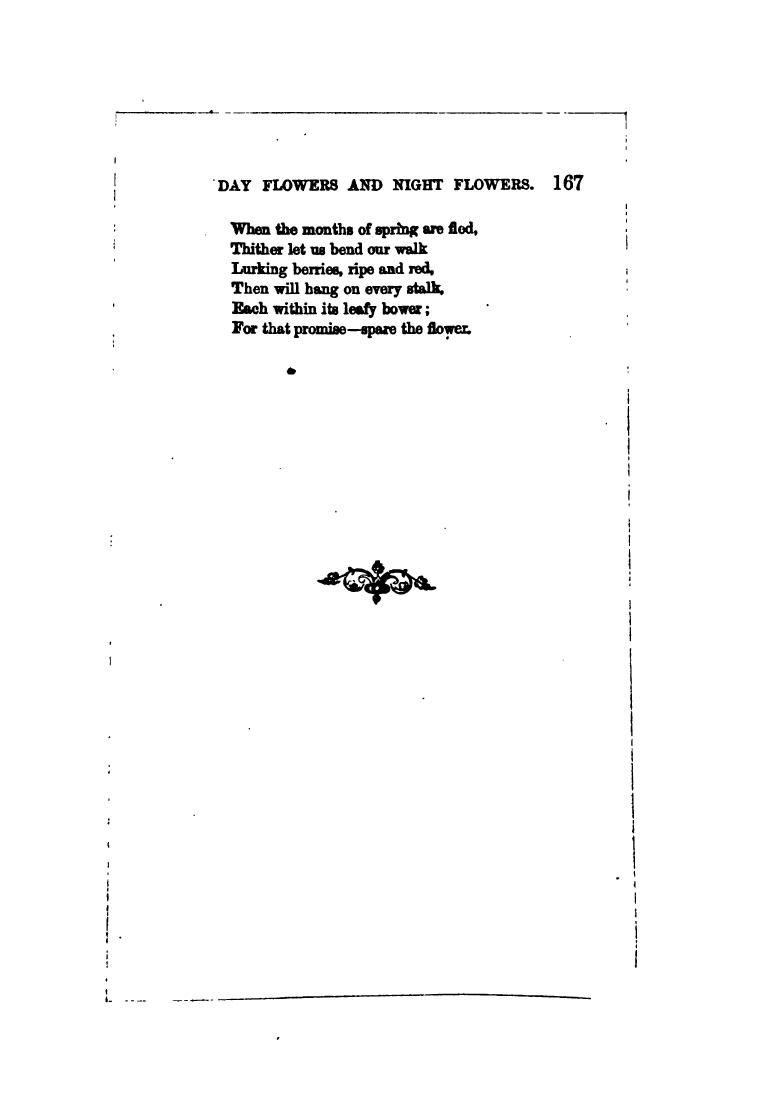 DAY FLOWERS AND NIGHT FLOWERS. 167
When the months of spring are fled,
Thither let us bend our walk
Lurking berries, ripe and red,
Then will hang on every stalk,
Each within its leafy bower;
For that promise—spare the flower.